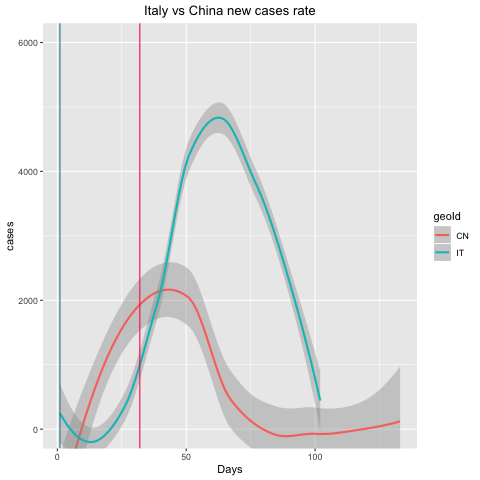 Italy vs China new cases rate
6000
4000
2000
0
cases
0 50 100
Days
geoId
CN
IT